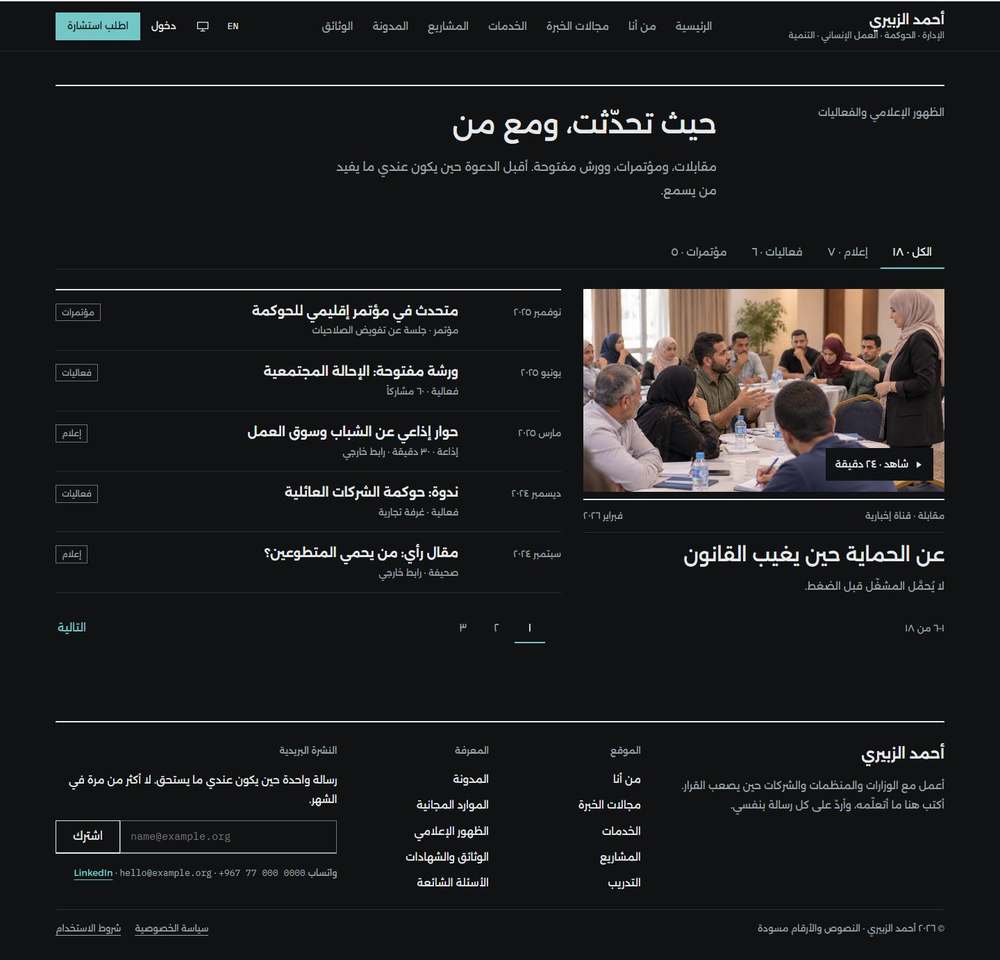 أحمد الزبيري
الإدارة · الحوكمة · العمل الإنساني · التنمية
الرئيسية
من أنا
مجالات الخبرة
الخدمات
المشاريع
المدونة
الوثائق
EN
دخول
اطلب استشارة
الظهور الإعلامي والفعاليات
حيث تحدّثت، ومع من
مقابلات، ومؤتمرات، وورش مفتوحة. أقبل الدعوة حين يكون عندي ما يفيد
من يسمع.
الكل · ١٨
إعلام · ٧
فعاليات · ٦
مؤتمرات · ٥
شاهد · ٢٤ دقيقة
مقابلة · قناة إخبارية
فبراير ٢٠٢٦
عن الحماية حين يغيب القانون
لا يُحمَّل المشغّل قبل الضغط.
نوفمبر ٢٠٢٥
متحدث في مؤتمر إقليمي للحوكمة
مؤتمر · جلسة عن تفويض الصلاحيات
مؤتمرات
يونيو ٢٠٢٥
ورشة مفتوحة: الإحالة المجتمعية
فعالية · ٦٠ مشاركاً
فعاليات
مارس ٢٠٢٥
حوار إذاعي عن الشباب وسوق العمل
إذاعة · ٣٠ دقيقة · رابط خارجي
إعلام
ديسمبر ٢٠٢٤
ندوة: حوكمة الشركات العائلية
فعالية · غرفة تجارية
فعاليات
سبتمبر ٢٠٢٤
مقال رأي: من يحمي المتطوعين؟
صحيفة · رابط خارجي
إعلام
١–٦ من ١٨
١
٢
٣
التالية
أحمد الزبيري
أعمل مع الوزارات والمنظمات والشركات حين يصعب القرار.
أكتب هنا ما أتعلّمه، وأردّ على كل رسالة بنفسي.
الموقع
من أنا
مجالات الخبرة
الخدمات
المشاريع
التدريب
المعرفة
المدونة
الموارد المجانية
الظهور الإعلامي
الوثائق والشهادات
الأسئلة الشائعة
النشرة البريدية
رسالة واحدة حين يكون عندي ما يستحق. لا أكثر من مرة في
الشهر.
name@example.org
اشترك
واتساب +967 77 000 0000 · hello@example.org · LinkedIn
© ٢٠٢٦ أحمد الزبيري · النصوص والأرقام مسودة
سياسة الخصوصية
شروط الاستخدام